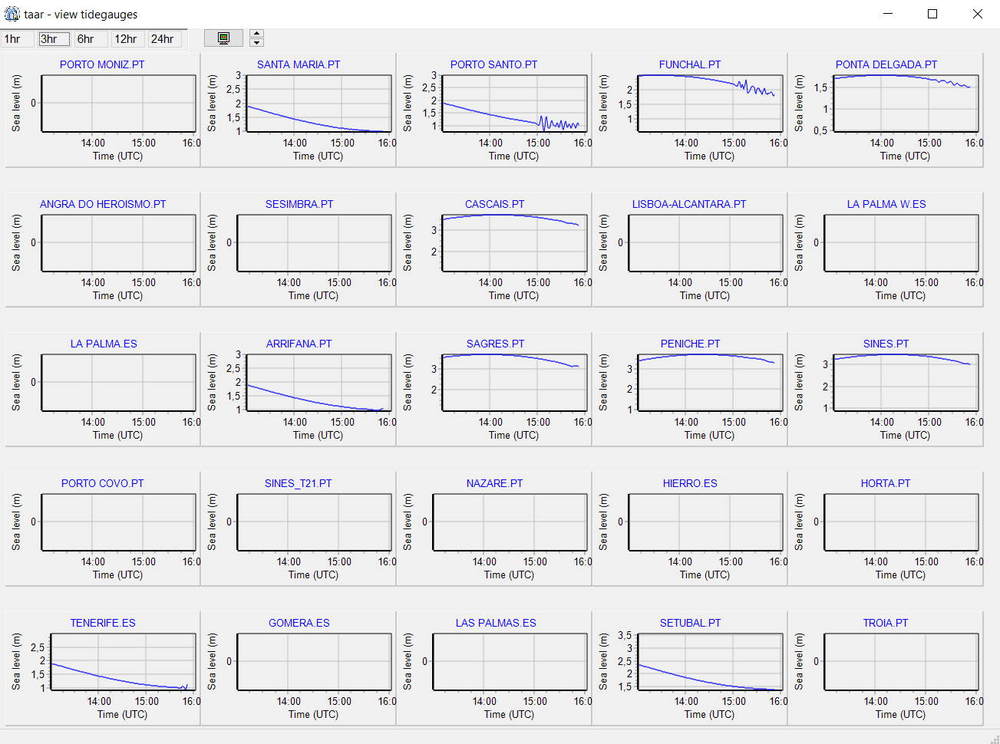 taar - view tidegauges
1hr 3hr 6hr 12hr 24hr
PORTO MONIZ.PT
Sea level (m)
0
14:00 15:00 16:0
Time (UTC)
SANTA MARIA.PT
Sea level (m)
3
2,5
2
1,5
1
14:00 15:00 16:0
Time (UTC)
PORTO SANTO.PT
Sea level (m)
3
2,5
2
1,5
1
14:00 15:00 16:0
Time (UTC)
FUNCHAL.PT
Sea level (m)
2
1,5
1
14:00 15:00 16:0
Time (UTC)
PONTA DELGADA.PT
Sea level (m)
1,5
1
0,5
14:00 15:00 16:0
Time (UTC)
ANGRA DO HEROISMO.PT
Sea level (m)
0
14:00 15:00 16:0
Time (UTC)
SESIMBRA.PT
Sea level (m)
0
14:00 15:00 16:0
Time (UTC)
CASCAIS.PT
Sea level (m)
3
2
14:00 15:00 16:0
Time (UTC)
LISBOA-ALCANTARA.PT
Sea level (m)
0
14:00 15:00 16:0
Time (UTC)
LA PALMA W.ES
Sea level (m)
0
14:00 15:00 16:0
Time (UTC)
LA PALMA.ES
Sea level (m)
0
14:00 15:00 16:0
Time (UTC)
ARRIFANA.PT
Sea level (m)
3
2,5
2
1,5
1
14:00 15:00 16:0
Time (UTC)
SAGRES.PT
Sea level (m)
3
2
14:00 15:00 16:0
Time (UTC)
PENICHE.PT
Sea level (m)
3
2
1
14:00 15:00 16:0
Time (UTC)
SINES.PT
Sea level (m)
3
2
1
14:00 15:00 16:0
Time (UTC)
PORTO COVO.PT
Sea level (m)
0
14:00 15:00 16:0
Time (UTC)
SINES_T21.PT
Sea level (m)
0
14:00 15:00 16:0
Time (UTC)
NAZARE.PT
Sea level (m)
0
14:00 15:00 16:0
Time (UTC)
HIERRO.ES
Sea level (m)
0
14:00 15:00 16:0
Time (UTC)
HORTA.PT
Sea level (m)
0
14:00 15:00 16:0
Time (UTC)
TENERIFE.ES
Sea level (m)
2,5
2
1,5
1
14:00 15:00 16:0
Time (UTC)
GOMERA.ES
Sea level (m)
0
14:00 15:00 16:0
Time (UTC)
LAS PALMAS.ES
Sea level (m)
0
14:00 15:00 16:0
Time (UTC)
SETUBAL.PT
Sea level (m)
3,5
3
2,5
2
1,5
14:00 15:00 16:0
Time (UTC)
TROIA.PT
Sea level (m)
0
14:00 15:00 16:0
Time (UTC)